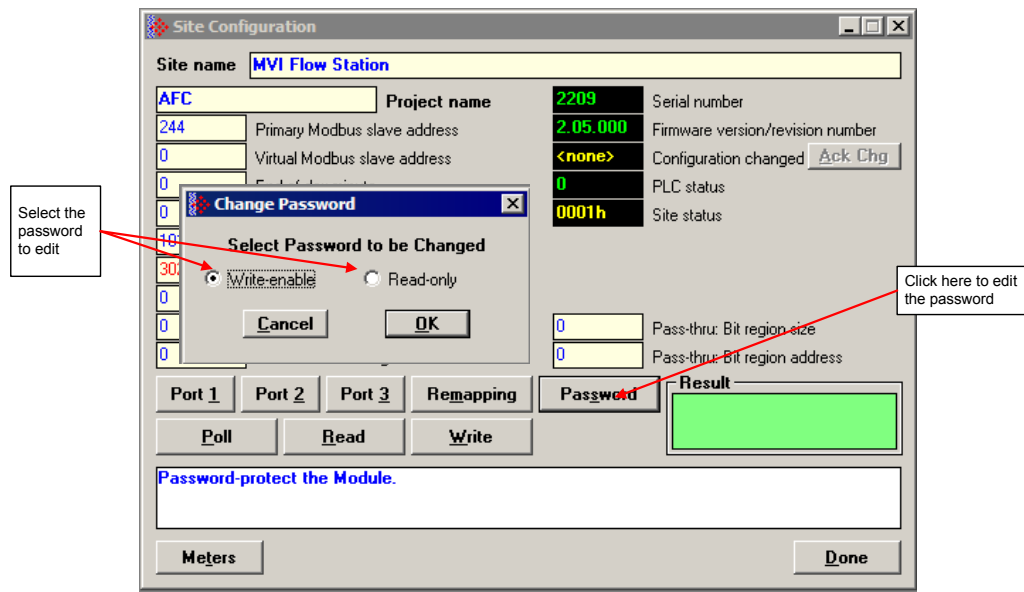 Site Configuration
Site name MVI Flow Station
AFC Project name 2209 Serial number
244 Primary Modbus slave address 2.05.000 Firmware version/revision number
0 Virtual Modbus slave address <none> Configuration changed Ack Chg
0 0 PLC status
0 0001h Site status
Select the
password
to edit
Change Password
Select Password to be Changed
Write-enable Read-only
Cancel OK
Click here to edit
the password
0
0 0 Pass-thru: Bit region size
0 0 Pass-thru: Bit region address
Port 1 Port 2 Port 3 Remapping Password Result
Poll Read Write
Password-protect the Module.
Meters Done